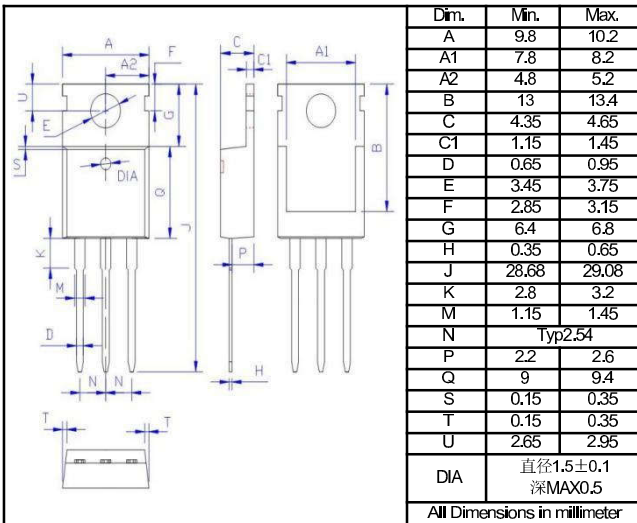 A
A2
F
U
E
G
S
DIA
Q
J
K
M
D
N N
T T
C
C1
A1
B
P
H
Dim. Min. Max.
A 9.8 10.2
A1 7.8 8.2
A2 4.8 5.2
B 13 13.4
C 4.35 4.65
C1 1.15 1.45
D 0.65 0.95
E 3.45 3.75
F 2.85 3.15
G 6.4 6.8
H 0.35 0.65
J 28.68 29.08
K 2.8 3.2
M 1.15 1.45
N Typ2.54
P 2.2 2.6
Q 9 9.4
S 0.15 0.35
T 0.15 0.35
U 2.65 2.95
DIA 直径1.5±0.1
深MAX0.5
All Dimensions in millimeter